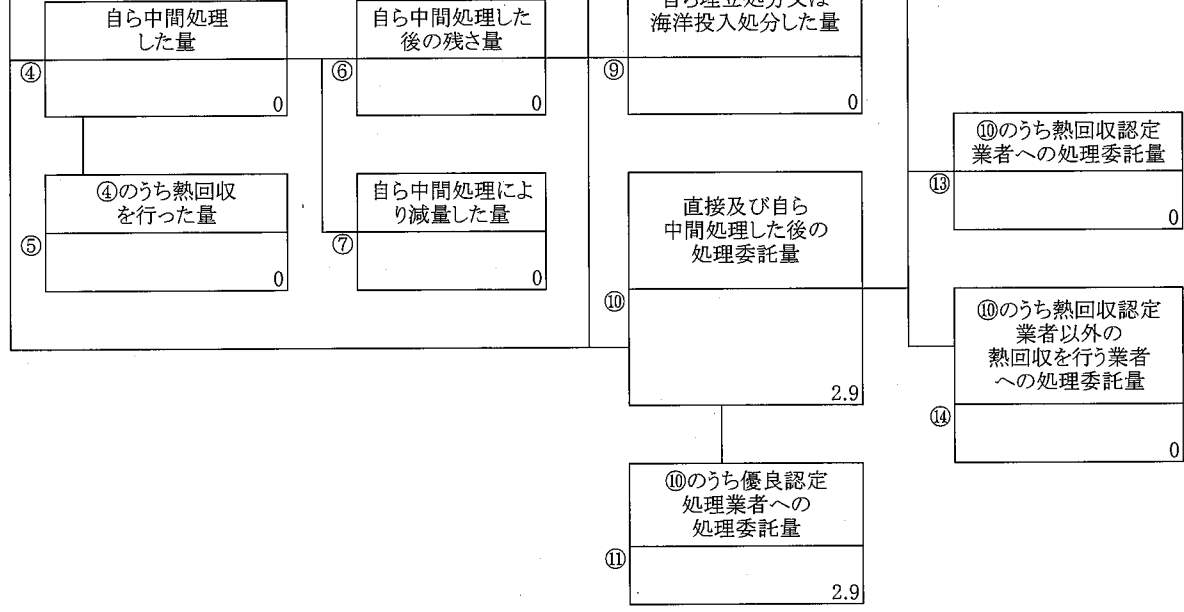 自ら中間処理
した量
④
0
自ら中間処理した
後の残さ量
⑥
0
自ら埋立処分又は
海洋投入処分した量
⑨
0
⑩のうち熱回収認定
業者への処理委託量
⑬
0
④のうち熱回収
を行った量
⑤
0
自ら中間処理によ
り減量した量
⑦
0
直接及び自ら
中間処理した後の
処理委託量
⑩
2.9
⑩のうち熱回収認定
業者以外の
熱回収を行う業者
への処理委託量
⑭
0
⑩のうち優良認定
処理業者への
処理委託量
⑪
2.9